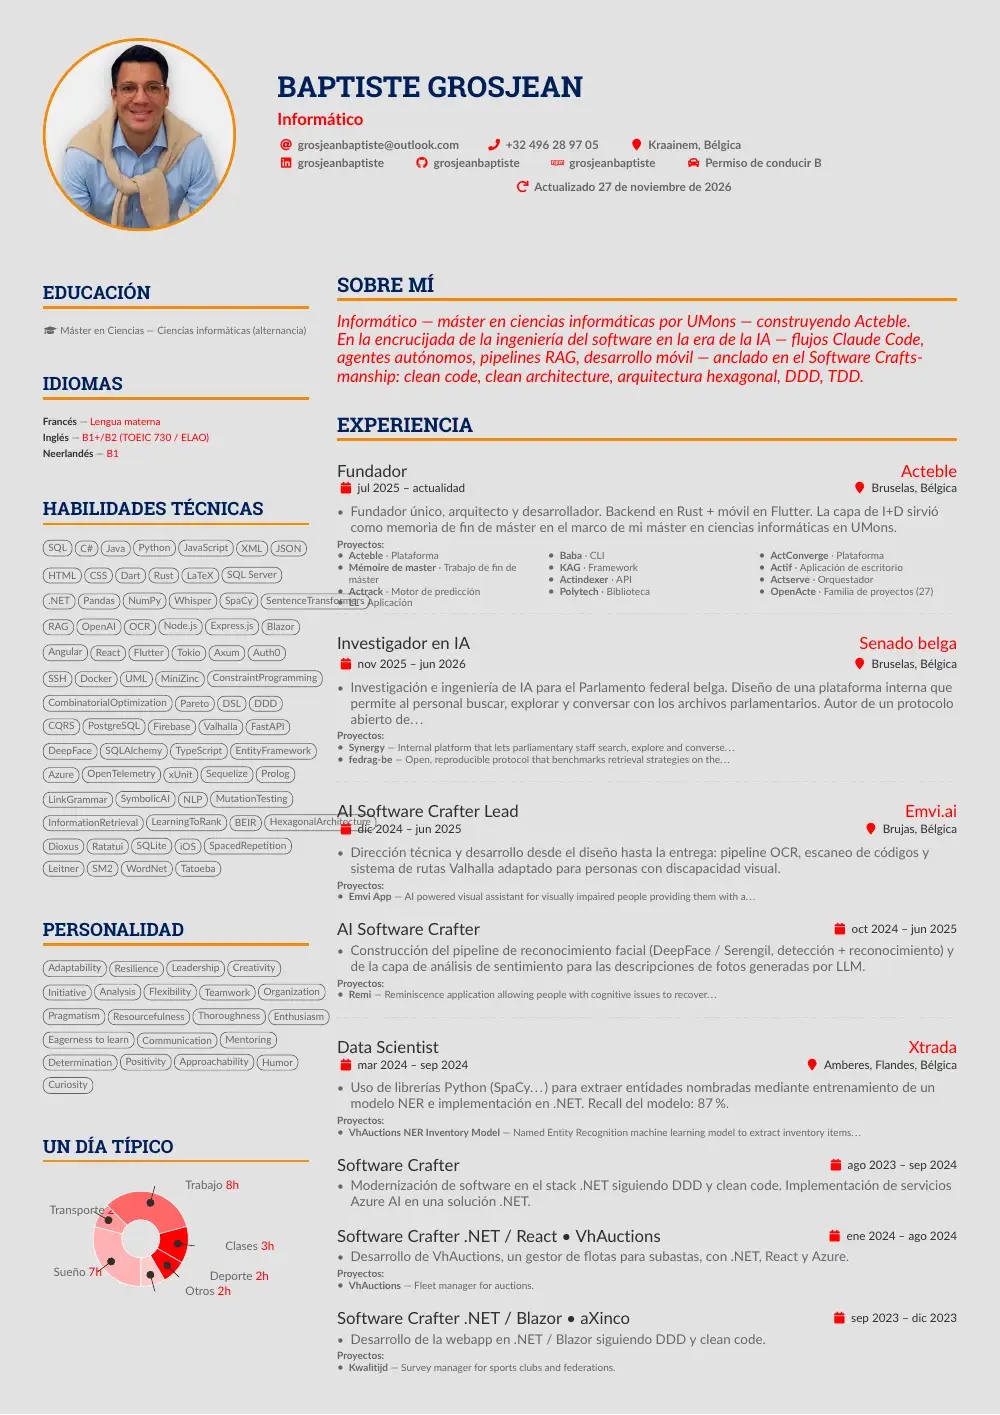 BAPTISTE GROSJEAN
Informático
grosjeanbaptiste@outlook.com +32 496 28 97 05 Kraainem, Bélgica
grosjeanbaptiste grosjeanbaptiste grosjeanbaptiste Permiso de conducir B
Actualizado 27 de noviembre de 2026
EDUCACIÓN
Máster en Ciencias — Ciencias informáticas (alternancia)
IDIOMAS
Francés — Lengua materna
Inglés — B1+/B2 (TOEIC 730 / ELAO)
Neerlandés — B1
HABILIDADES TÉCNICAS
SQL C# Java Python JavaScript XML JSON
HTML CSS Dart Rust LaTeX SQL Server
.NET Pandas NumPy Whisper SpaCy SentenceTransformers
RAG OpenAI OCR Node.js Express.js Blazor
Angular React Flutter Tokio Axum Auth0
SSH Docker UML MiniZinc ConstraintProgramming
CombinatorialOptimization Pareto DSL DDD
CQRS PostgreSQL Firebase Valhalla FastAPI
DeepFace SQLAlchemy TypeScript EntityFramework
Azure OpenTelemetry xUnit Sequelize Prolog
LinkGrammar SymbolicAI NLP MutationTesting
InformationRetrieval LearningToRank BEIR HexagonalArchitecture
Dioxus Ratatui SQLite iOS SpacedRepetition
Leitner SM2 WordNet Tatoeba
PERSONALIDAD
Adaptability Resilience Leadership Creativity
Initiative Analysis Flexibility Teamwork Organization
Pragmatism Resourcefulness Thoroughness Enthusiasm
Eagerness to learn Communication Mentoring
Determination Positivity Approachability Humor
Curiosity
UN DÍA TÍPICO
Trabajo 8h
Transporte
Clases 3h
Sueño 7h
Deporte 2h
Otros 2h
SOBRE MÍ
Informático — máster en ciencias informáticas por UMons — construyendo Acteble.
En la encrucijada de la ingeniería del software en la era de la IA — flujos Claude Code,
agentes autónomos, pipelines RAG, desarrollo móvil — anclado en el Software Crafts-
manship: clean code, clean architecture, arquitectura hexagonal, DDD, TDD.
EXPERIENCIA
Fundador Acteble
jul 2025 – actualidad Bruselas, Bélgica
• Fundador único, arquitecto y desarrollador. Backend en Rust + móvil en Flutter. La capa de I+D sirvió
como memoria de fin de máster en el marco de mi máster en ciencias informáticas en UMons.
Proyectos:
• Acteble · Plataforma • Baba · CLI • ActConverge · Plataforma
• Mémoire de master · Trabajo de fin de • KAG · Framework • Actif · Aplicación de escritorio
máster • Actindexer · API • Actserve · Orquestador
• Actrack · Motor de predicción • Polytech · Biblioteca • OpenActe · Familia de proyectos (27)
• LL · Aplicación
Investigador en IA Senado belga
nov 2025 – jun 2026 Bruselas, Bélgica
• Investigación e ingeniería de IA para el Parlamento federal belga. Diseño de una plataforma interna que
permite al personal buscar, explorar y conversar con los archivos parlamentarios. Autor de un protocolo
abierto de…
Proyectos:
• Synergy — Internal platform that lets parliamentary staff search, explore and converse…
• fedrag-be — Open, reproducible protocol that benchmarks retrieval strategies on the…
AI Software Crafter Lead Emvi.ai
dic 2024 – jun 2025 Brujas, Bélgica
• Dirección técnica y desarrollo desde el diseño hasta la entrega: pipeline OCR, escaneo de códigos y
sistema de rutas Valhalla adaptado para personas con discapacidad visual.
Proyectos:
• Emvi App — AI powered visual assistant for visually impaired people providing them with a…
AI Software Crafter oct 2024 – jun 2025
• Construcción del pipeline de reconocimiento facial (DeepFace / Serengil, detección + reconocimiento) y
de la capa de análisis de sentimiento para las descripciones de fotos generadas por LLM.
Proyectos:
• Remi — Reminiscence application allowing people with cognitive issues to recover…
Data Scientist Xtrada
mar 2024 – sep 2024 Amberes, Flandes, Bélgica
• Uso de librerías Python (SpaCy…) para extraer entidades nombradas mediante entrenamiento de un
modelo NER e implementación en .NET. Recall del modelo: 87 %.
Proyectos:
• VhAuctions NER Inventory Model — Named Entity Recognition machine learning model to extract inventory items…
Software Crafter ago 2023 – sep 2024
• Modernización de software en el stack .NET siguiendo DDD y clean code. Implementación de servicios
Azure AI en una solución .NET.
Software Crafter .NET / React • VhAuctions ene 2024 – ago 2024
• Desarrollo de VhAuctions, un gestor de flotas para subastas, con .NET, React y Azure.
Proyectos:
• VhAuctions — Fleet manager for auctions.
Software Crafter .NET / Blazor • aXinco sep 2023 – dic 2023
• Desarrollo de la webapp en .NET / Blazor siguiendo DDD y clean code.
Proyectos:
• Kwalitijd — Survey manager for sports clubs and federations.